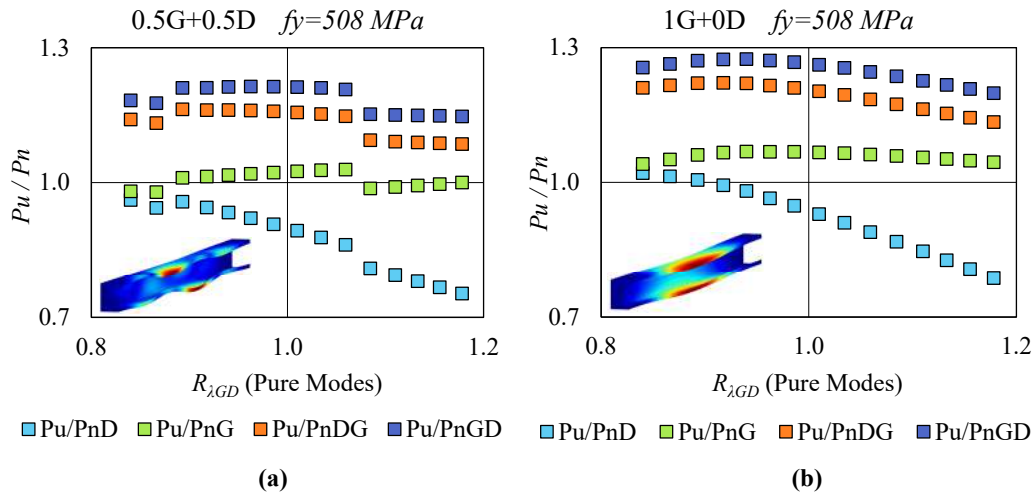 0.5G+0.5D fy=508 MPa
1.3
1.0
0.7
Pu / Pn
0.8 1.0 1.2
RλGD (Pure Modes)
Pu/PnD Pu/PnG Pu/PnDG Pu/PnGD
(a)
1G+0D fy=508 MPa
1.3
1.0
0.7
Pu / Pn
0.8 1.0 1.2
RλGD (Pure Modes)
Pu/PnD Pu/PnG Pu/PnDG Pu/PnGD
(b)